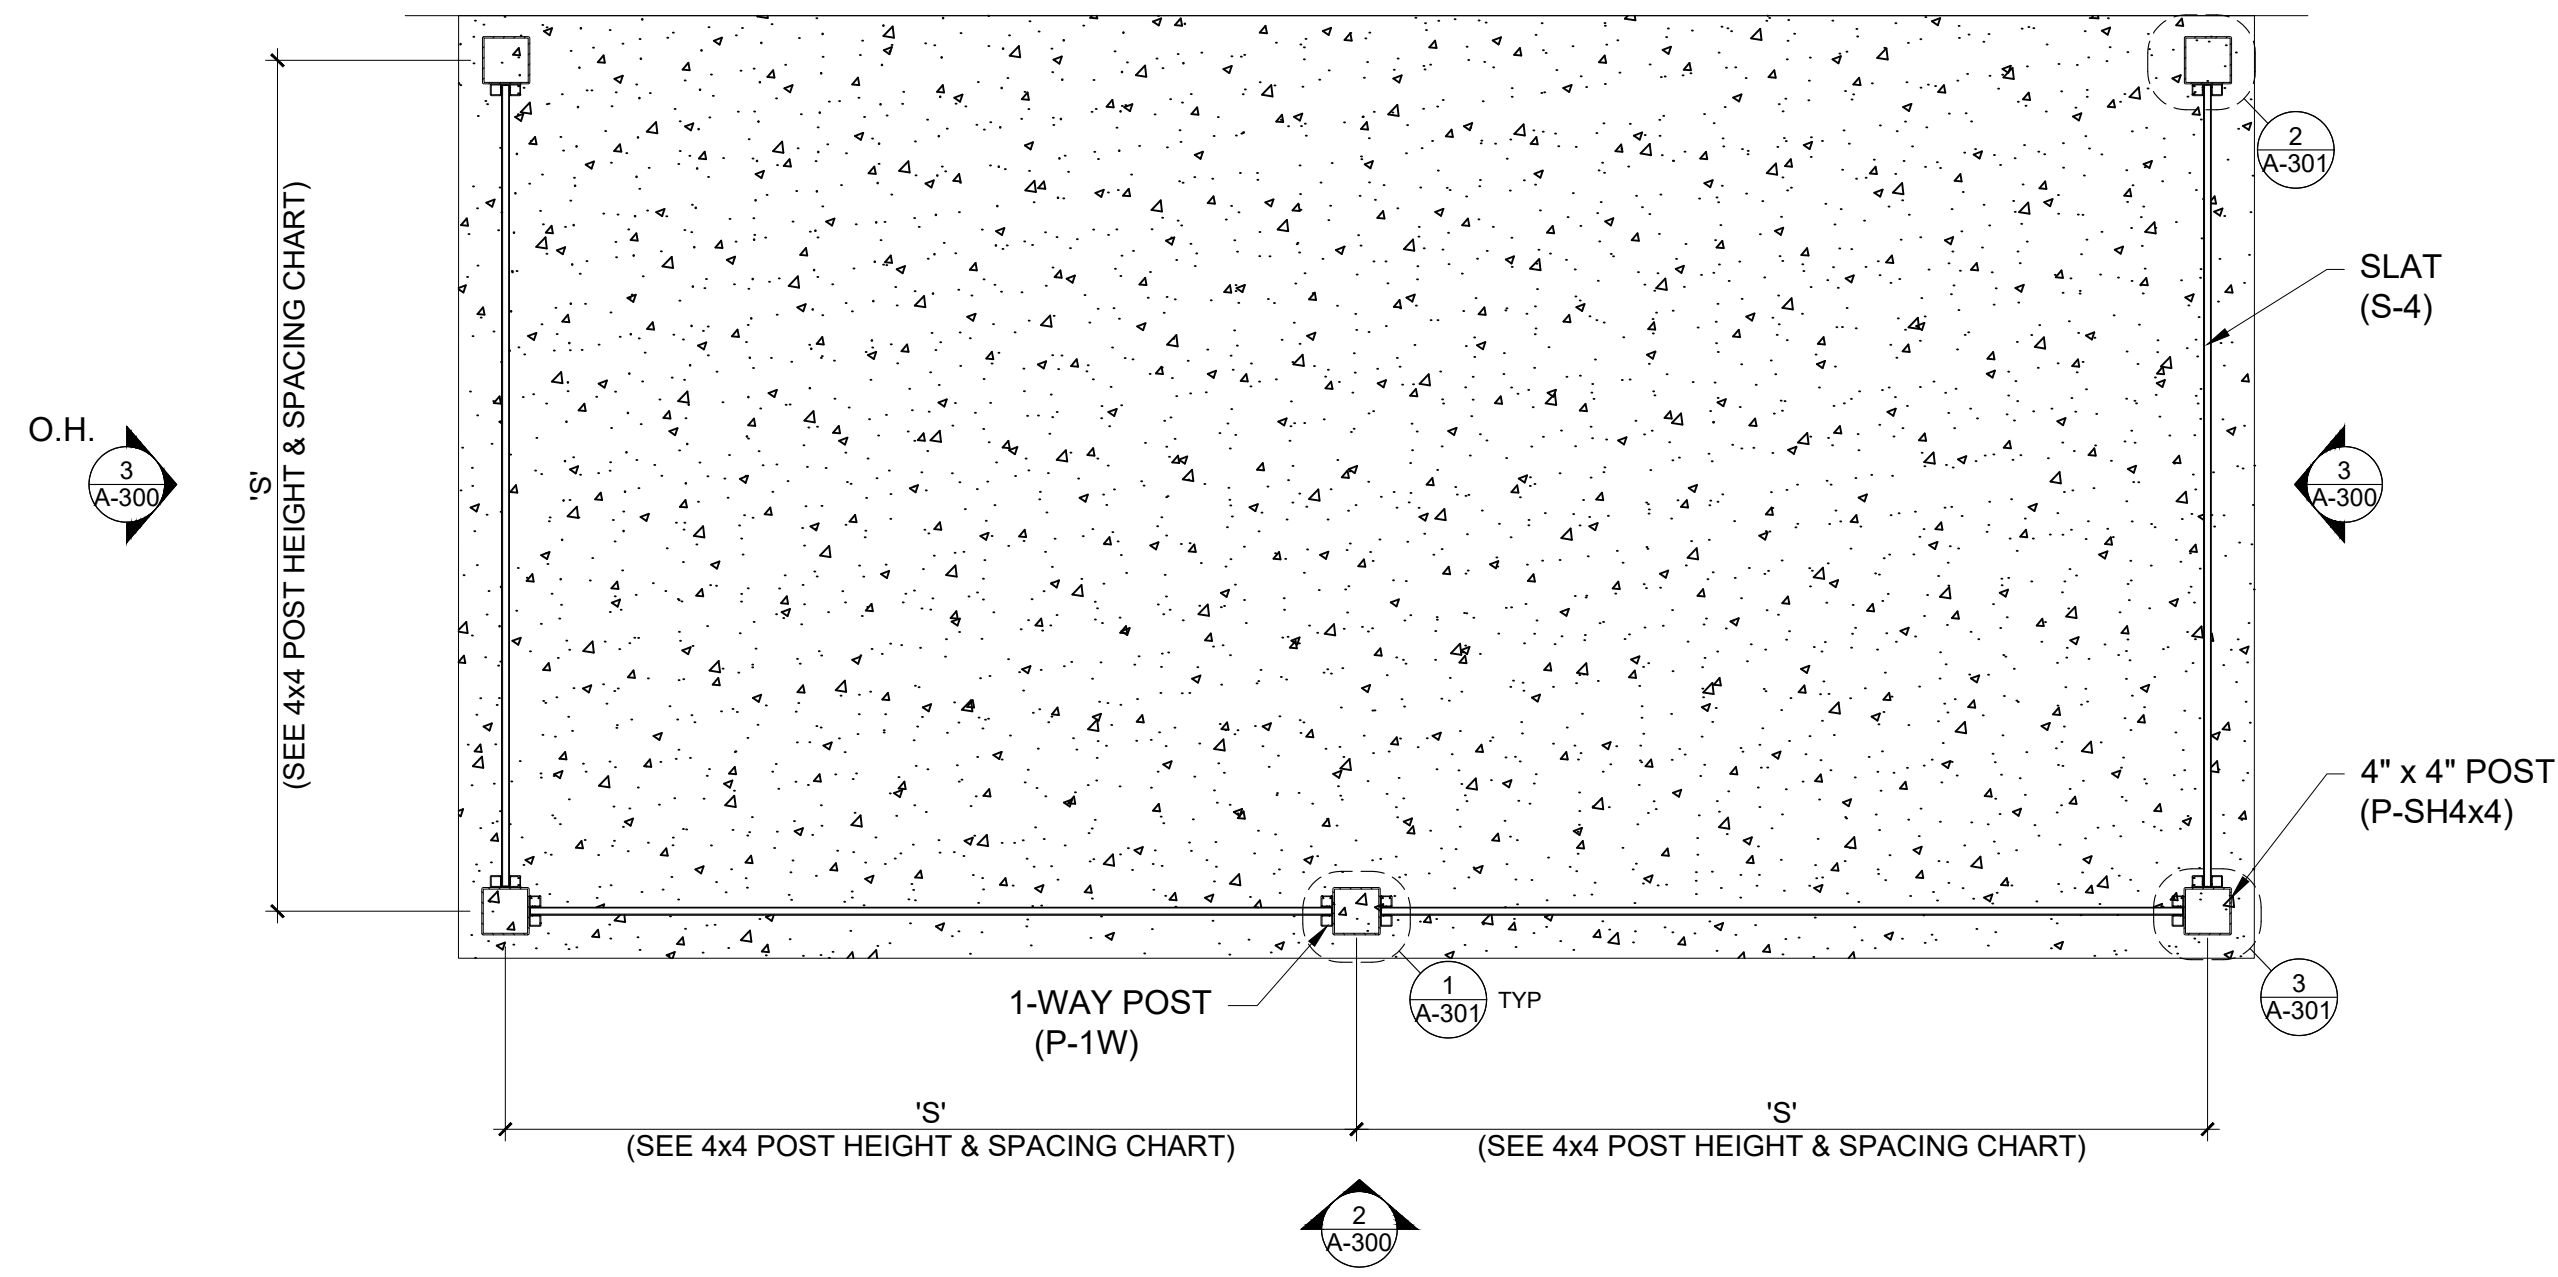 2
A-301
SLAT
(S-4)
O.H.
3
A-300
'S'
(SEE 4x4 POST HEIGHT & SPACING CHART)
3
A-300
4" x 4" POST
(P-SH4x4)
1-WAY POST
(P-1W)
1
A-301
TYP
3
A-301
'S'
(SEE 4x4 POST HEIGHT & SPACING CHART)
'S'
(SEE 4x4 POST HEIGHT & SPACING CHART)
2
A-300